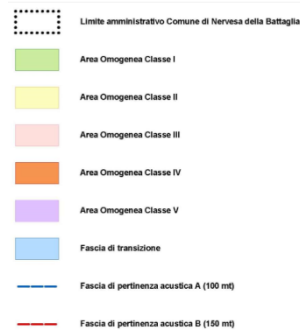 Limite amministrativo Comune di Nervesa della Battaglia
Area Omogenea Classe I
Area Omogenea Classe II
Area Omogenea Classe III
Area Omogenea Classe IV
Area Omogenea Classe V
Fascia di transizione
Fascia di pertinenza acustica A (100 mt)
Fascia di pertinenza acustica B (150 mt)